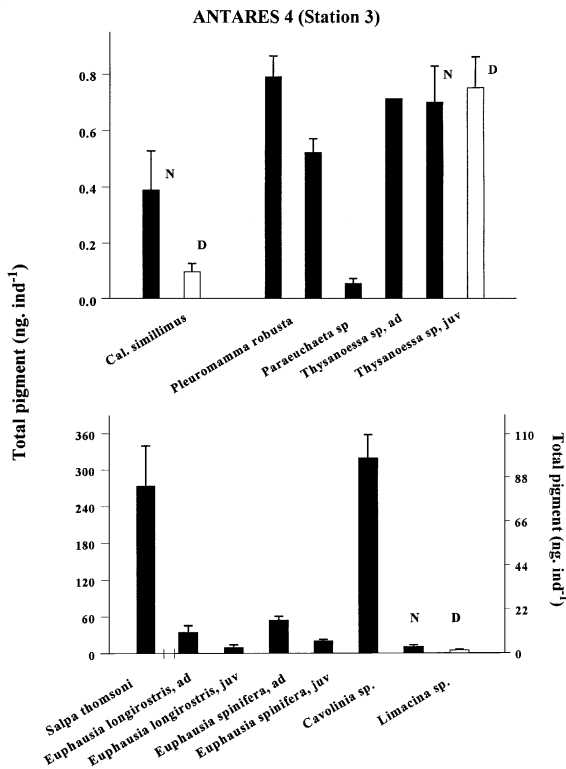 ANTARES 4 (Station 3)
Total pigment (ng. ind-1)
0.8
0.6
0.4
0.2
0.0
N
D
N
D
Cal. simillimus
Pleuromamma robusta
Paraeuchaeta sp
Thysanoessa sp, ad
Thysanoessa sp, juv
360
300
240
180
120
60
0
110
88
66
44
22
0
Total pigment (ng. ind-1)
N
D
Salpa thomsoni
Euphausia longirostris, ad
Euphausia longirostris, juv
Euphausia spinifera, ad
Euphausia spinifera, juv
Cavolinia sp.
Limacina sp.